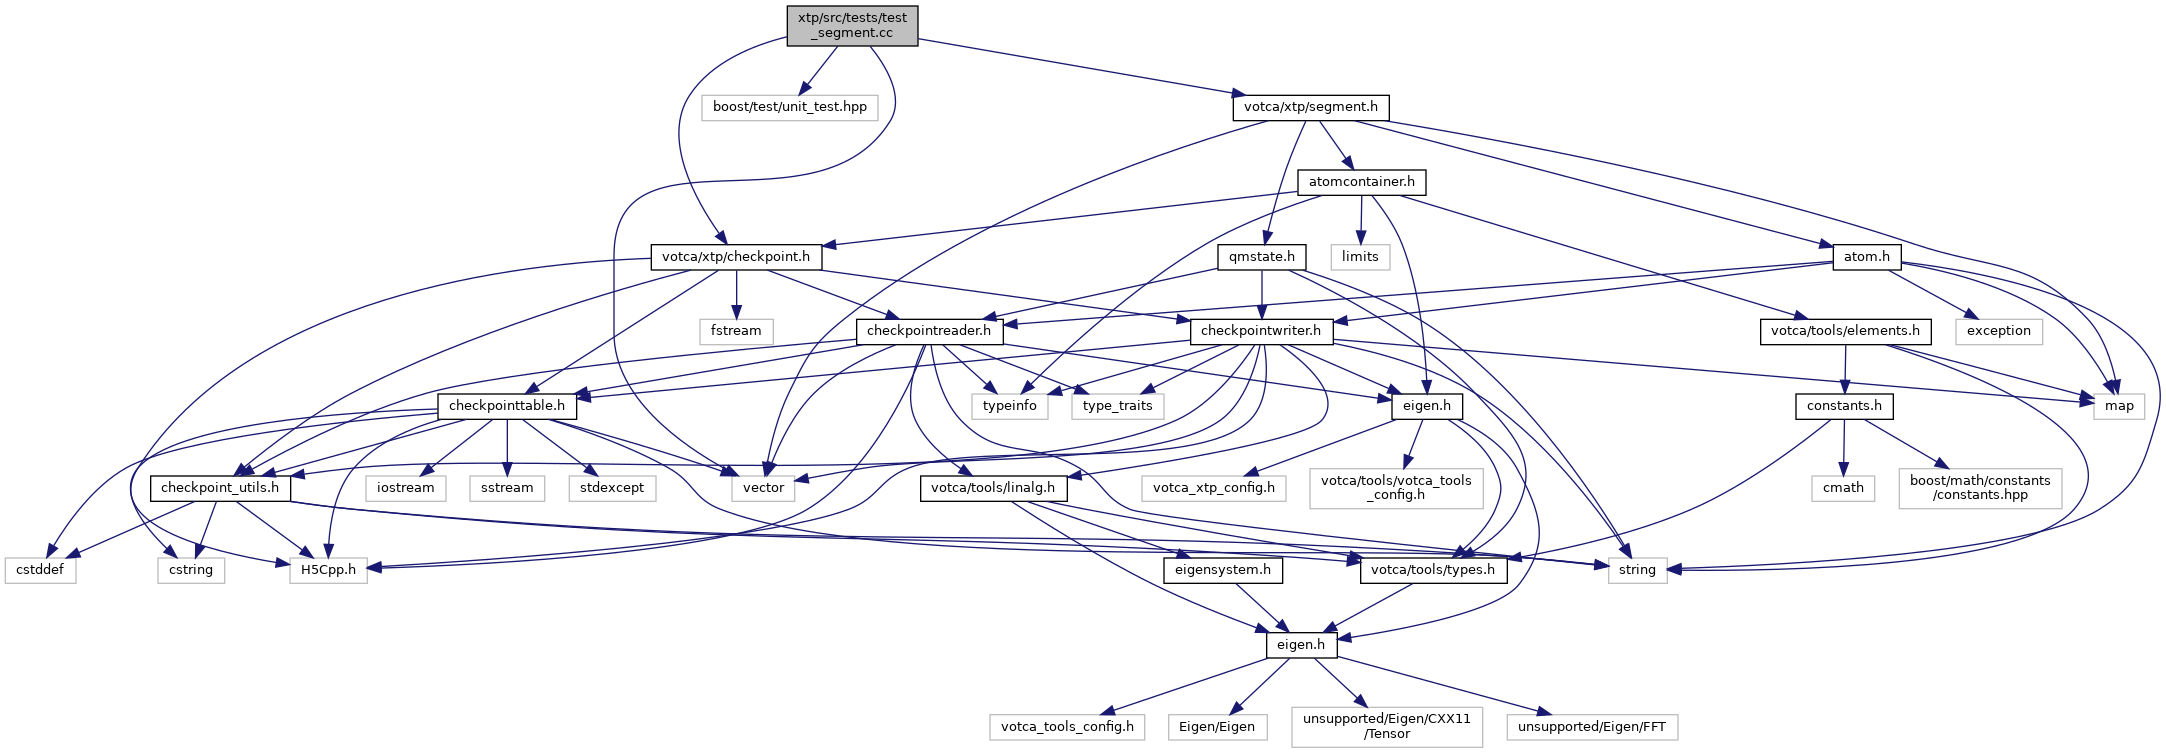 xtp/src/tests/test
_segment.cc
boost/test/unit_test.hpp
votca/xtp/segment.h
atomcontainer.h
votca/xtp/checkpoint.h
qmstate.h
limits
atom.h
fstream
checkpointreader.h
checkpointwriter.h
votca/tools/elements.h
exception
checkpointtable.h
typeinfo
type_traits
eigen.h
constants.h
map
checkpoint_utils.h
iostream
sstream
stdexcept
vector
votca/tools/linalg.h
votca_xtp_config.h
votca/tools/votca_tools
_config.h
cmath
boost/math/constants
/constants.hpp
cstddef
cstring
H5Cpp.h
eigensystem.h
votca/tools/types.h
string
eigen.h
votca_tools_config.h
Eigen/Eigen
unsupported/Eigen/CXX11
/Tensor
unsupported/Eigen/FFT